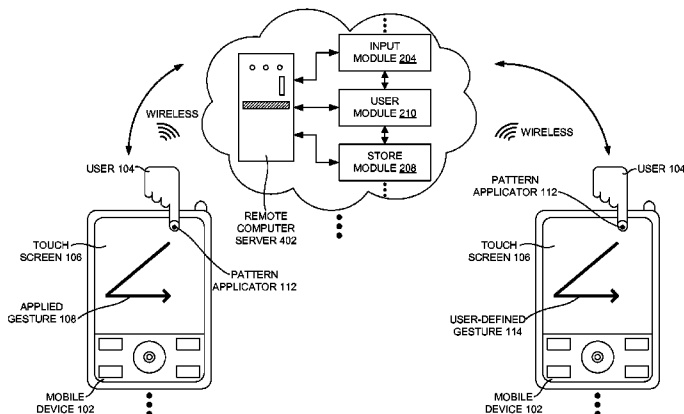 INPUT
MODULE 204
USER
MODULE 210
STORE
MODULE 208
REMOTE
COMPUTER
SERVER 402
WIRELESS
WIRELESS
USER 104
TOUCH
SCREEN 106
PATTERN
APPLICATOR 112
APPLIED
GESTURE 108
MOBILE
DEVICE 102
USER 104
PATTERN
APPLICATOR 112
TOUCH
SCREEN 106
USER-DEFINED
GESTURE 114
MOBILE
DEVICE 102